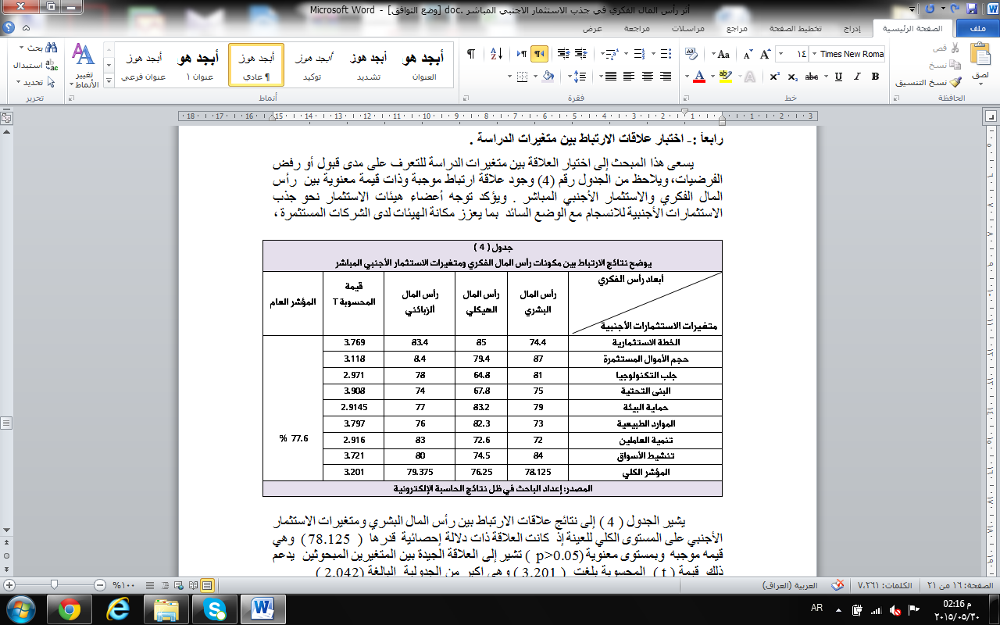 أثر رأس المال الفكري في جذب الاستثمار الاجنبي المباشر .doc [وضع التوافق] - Microsoft Word
ملف الصفحة الرئيسية إدراج تخطيط الصفحة مراجع مراسلات مراجعة عرض
لصق
قص
نسخ
نسخ التنسيق
الحافظة
Times New Roma ١٤
خط
فقرة
أبجد هوز أبجد هوز أبجد هوز أبجد هوز أبجد هو أبجد هوز
العنوان تشديد توكيد ¶ عادي عنوان ١ عنوان فرعي
أنماط
تغيير الأنماط
بحث
استبدال
تحديد
تحرير
رابعاً :- اختبار علاقات الارتباط بين متغيرات الدراسة .
يسعى هذا المبحث إلى اختيار العلاقة بين متغيرات الدراسة للتعرف على مدى قبول أو رفض
الفرضيات، ويلاحظ من الجدول رقم (4) وجود علاقة ارتباط موجبة وذات قيمة معنوية بين رأس
المال الفكري والاستثمار الأجنبي المباشر . ويؤكد توجه أعضاء هيئات الاستثمار نحو جذب
الاستثمارات الأجنبية للانسجام مع الوضع السائد بما يعزز مكانة الهيئات لدى الشركات المستثمرة ،
جدول ( 4 )
يوضح نتائج الارتباط بين مكونات رأس المال الفكري ومتغيرات الاستثمار الأجنبي المباشر
أبعاد رأس الفكري
متغيرات الاستثمارات الأجنبية
رأس المال البشري
رأس المال الهيكلي
رأس المال ألزبائني
قيمة المحسوبة T
المؤشر العام
الخطة الاستثمارية 74.4 85 83.4 3.769
حجم الأموال المستثمرة 87 79.4 8.4 3.118
جلب التكنولوجيا 81 64.8 78 2.971
البنى التحتية 75 67.8 74 3.908
حماية البيئة 79 83.2 77 2.9145
الموارد الطبيعية 73 82.3 76 3.797
تنمية العاملين 72 72.6 83 2.916
تنشيط الأسواق 84 74.5 80 3.721
المؤشر الكلي 78.125 76.25 79.375 3.201
77.6 %
المصدر: إعداد الباحث في ظل نتائج الحاسبة الإلكترونية
يشير الجدول ( 4 ) إلى نتائج علاقات الارتباط بين رأس المال البشري ومتغيرات الاستثمار
الأجنبي على المستوى الكلي للعينة إذ كانت العلاقة ذات دلالة إحصائية قدرها ( 78.125 ) وهي
قيمه موجبه وبمستوى معنوية (p>0.05 ) تشير إلى العلاقة الجيدة بين المتغيرين المبحوثين يدعم
ذلك قيمة ( t ) المحسوبة بلغت ( 3.201 ) وهي اكبر من الجدولية البالغة (2.042 )
الصفحة: ١٦ من ٢١ الكلمات: ٧.٢٦١ العربية (العراق) ١٠٠%
AR
02:16 م
٢٠١٥/٠٥/٣٠